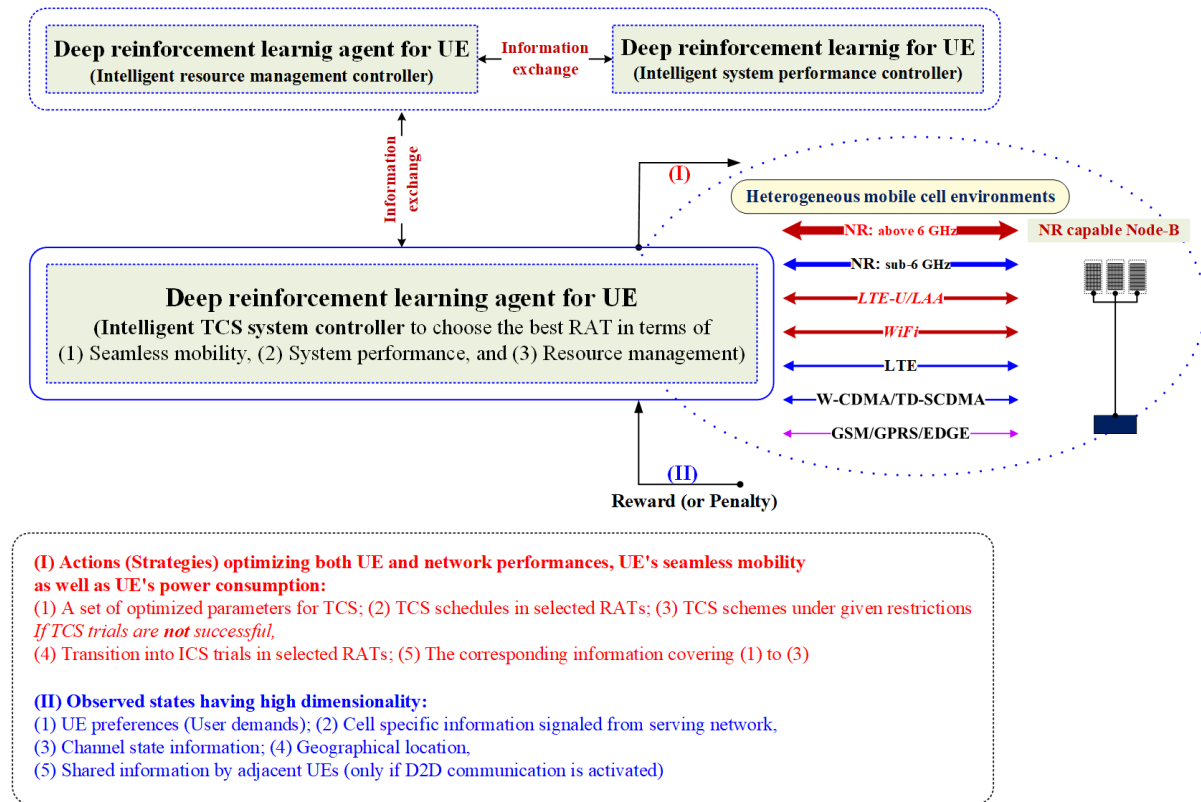 Deep reinforcement learnig agent for UE
(Intelligent resource management controller)
Information
exchange
Deep reinforcement learnig for UE
(Intelligent system performance controller)
Information
exchange
(I)
Heterogeneous mobile cell environments
NR: above 6 GHz
NR capable Node-B
NR: sub-6 GHz
LTE-U/LAA
WiFi
LTE
W-CDMA/TD-SCDMA
GSM/GPRS/EDGE
Deep reinforcement learning agent for UE
(Intelligent TCS system controller to choose the best RAT in terms of
(1) Seamless mobility, (2) System performance, and (3) Resource management)
(II)
Reward (or Penalty)
(I) Actions (Strategies) optimizing both UE and network performances, UE's seamless mobility
as well as UE's power consumption:
(1) A set of optimized parameters for TCS; (2) TCS schedules in selected RATs; (3) TCS schemes under given restrictions
If TCS trials are not successful,
(4) Transition into ICS trials in selected RATs; (5) The corresponding information covering (1) to (3)
(II) Observed states having high dimensionality:
(1) UE preferences (User demands); (2) Cell specific information signaled from serving network,
(3) Channel state information; (4) Geographical location,
(5) Shared information by adjacent UEs (only if D2D communication is activated)